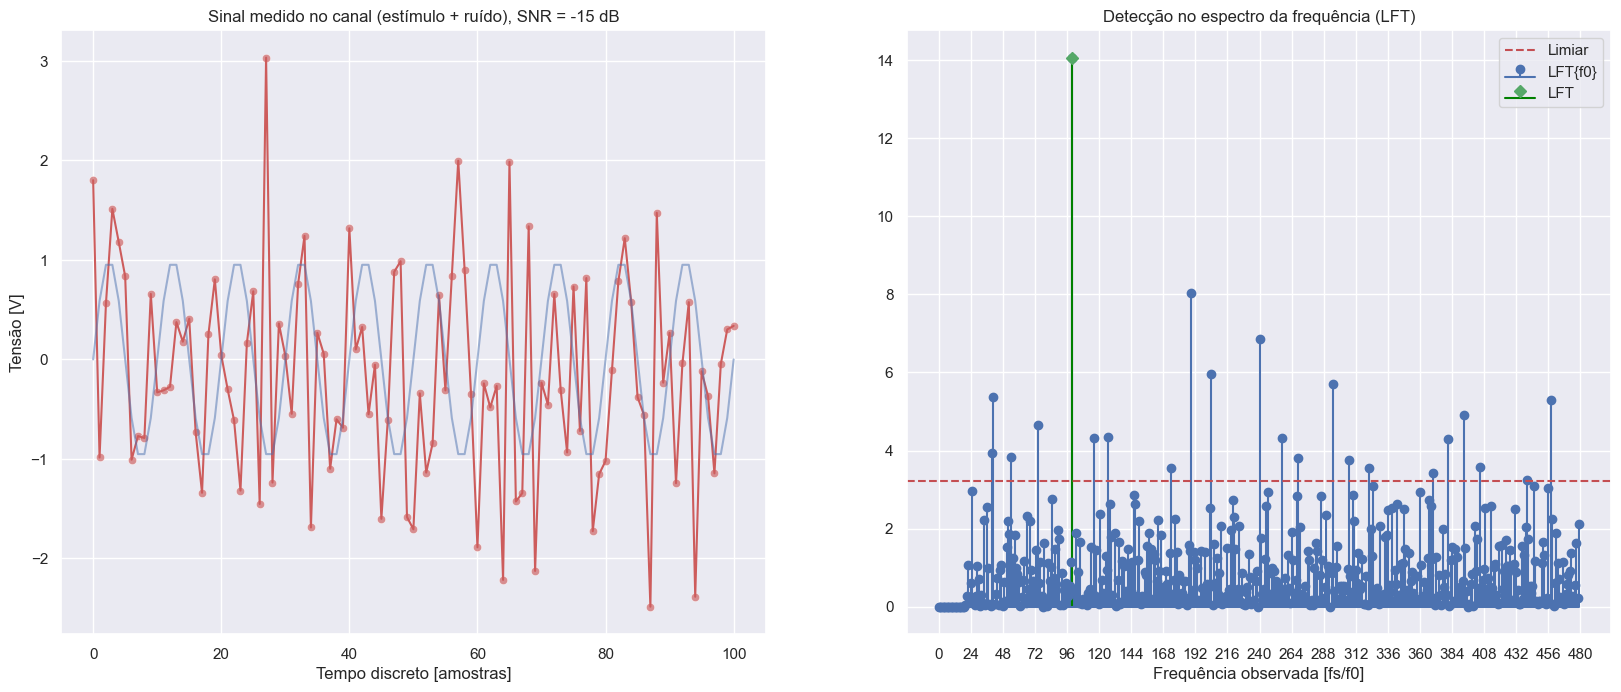 Sinal medido no canal (estímulo + ruído), SNR = -15 dB
Tensão [V]
3
2
1
0
−1
−2
0 20 40 60 80 100
Tempo discreto [amostras]
Detecção no espectro da frequência (LFT)
Limiar
LFT{f0}
LFT
14
12
10
8
6
4
2
0
0 24 48 72 96 120 144 168 192 216 240 264 288 312 336 360 384 408 432 456 480
Frequência observada [fs/f0]